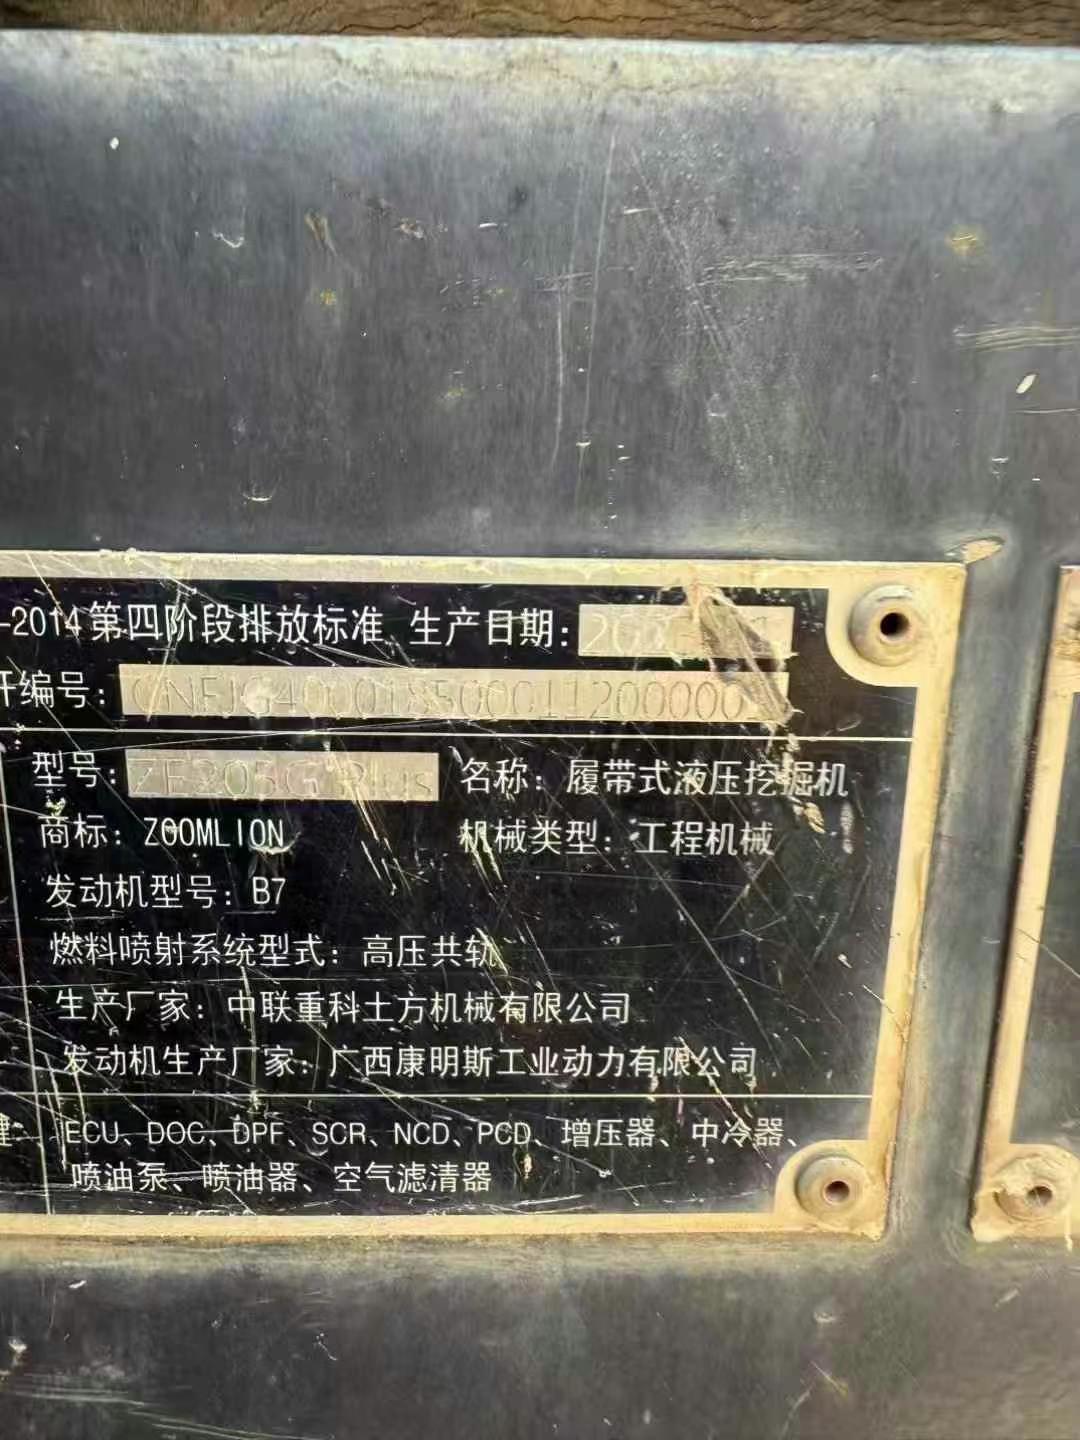 -2014第四阶段排放标准 生产日期:
开编号:
型号: ZE205G Plus 名称: 履带式液压挖掘机
商标: ZOOMLION 机械类型: 工程机械
发动机型号: B7
燃料喷射系统型式: 高压共轨
生产厂家: 中联重科土方机械有限公司
发动机生产厂家: 广西康明斯工业动力有限公司
ECU、DOC、DPF、SCR、NCD、PCD、增压器、中冷器、
喷油泵、喷油器、空气滤清器